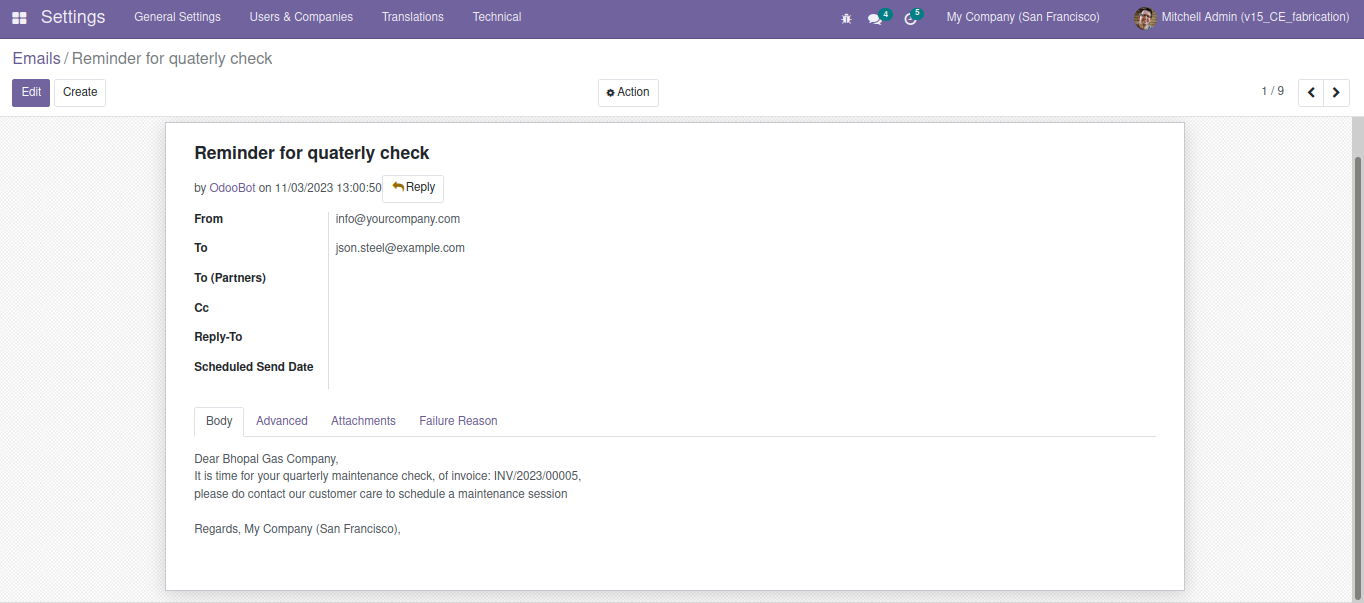 Settings General Settings Users & Companies Translations Technical 4 5 My Company (San Francisco) Mitchell Admin (v15_CE_fabrication)
Emails / Reminder for quaterly check
Edit Create Action 1 / 9
Reminder for quaterly check
by OdooBot on 11/03/2023 13:00:50 Reply
From info@yourcompany.com
To json.steel@example.com
To (Partners)
Cc
Reply-To
Scheduled Send Date
Body Advanced Attachments Failure Reason
Dear Bhopal Gas Company,
It is time for your quarterly maintenance check, of invoice: INV/2023/00005,
please do contact our customer care to schedule a maintenance session
Regards, My Company (San Francisco),